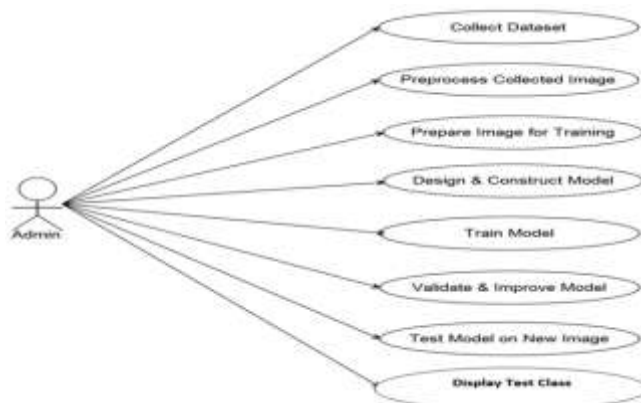 Collect Dataset
Preprocess Collected Image
Prepare Image for Training
Design & Construct Model
Admin
Train Model
Validate & Improve Model
Test Model on New Image
Display Test Class